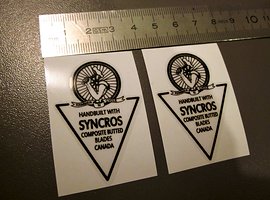 1 2 3 4 5 6 7 8 9 10
HANDBUILT WITH
SYNCROS
COMPOSITE BUTTED
BLADES
CANADA
HANDBUILT WITH
SYNCROS
COMPOSITE BUTTED
BLADES
CANADA